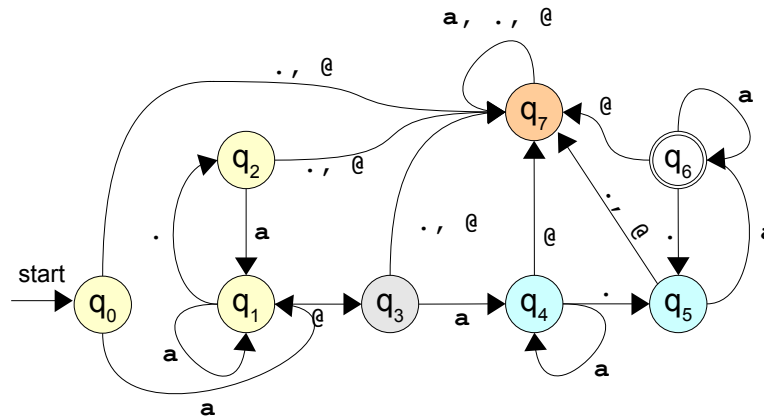 a, ., @
., @
q7
@
a
q2
., @
q6
.
a
., @
@
., @
.
a
start
q0
q1
@
q3
a
q4
.
q5
a
a
a